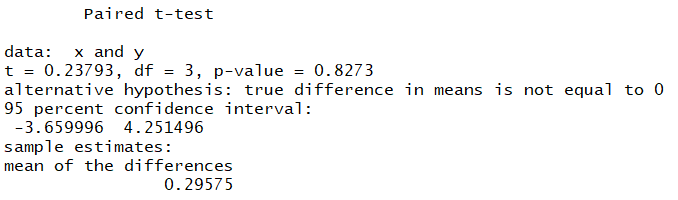 Paired t-test
data:  x and y
t = 0.23793, df = 3, p-value = 0.8273
alternative hypothesis: true difference in means is not equal to 0
95 percent confidence interval:
-3.659996  4.251496
sample estimates:
mean of the differences
0.29575